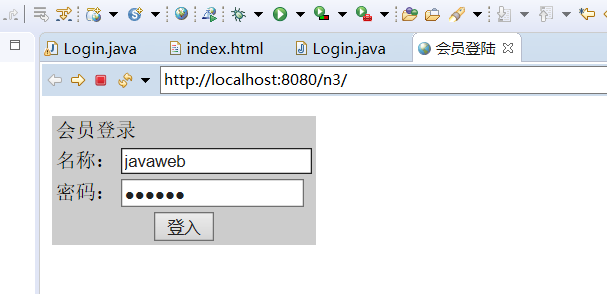 Login.java index.html Login.java 会员登陆
http://localhost:8080/n3/
会员登录
名称： javaweb
密码： ●●●●●●
登入